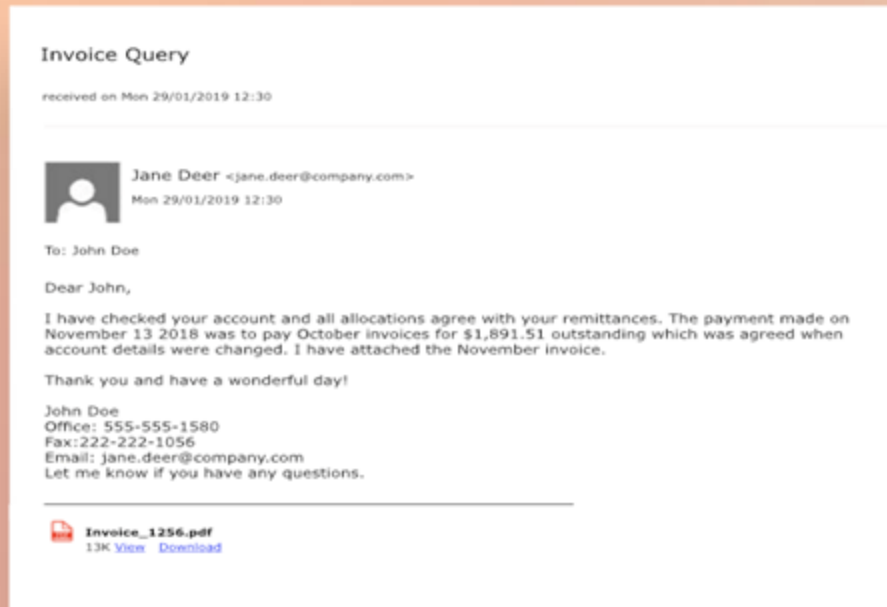 Invoice Query
received on Mon 29/01/2019 12:30
Jane Deer <jane.deer@company.com>
Mon 29/01/2019 12:30
To: John Doe
Dear John,
I have checked your account and all allocations agree with your remittances. The payment made on
November 13 2018 was to pay October invoices for $1,891.51 outstanding which was agreed when
account details were changed. I have attached the November invoice.
Thank you and have a wonderful day!
John Doe
Office: 555-555-1580
Fax:222-222-1056
Email: jane.deer@company.com
Let me know if you have any questions.
Invoice_1256.pdf
13K View Download